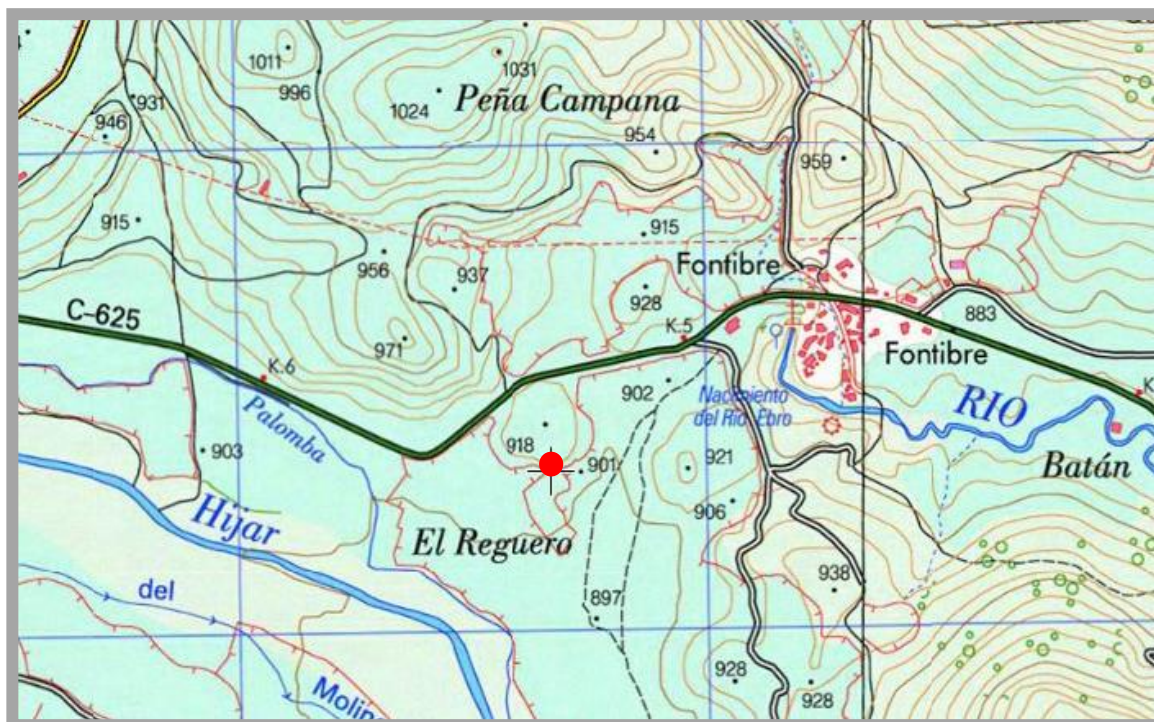 1011
1031
996
1024
Peña Campana
931
946
954
959
915
915
956
937
Fontibre
928
C-625
883
K.5
971
Fontibre
K.6
902
Nacimiento
del Río Ebro
RIO
Palomba
918
903
901
921
Batán
906
Híjar
El Reguero
938
del
897
928
928
Molino